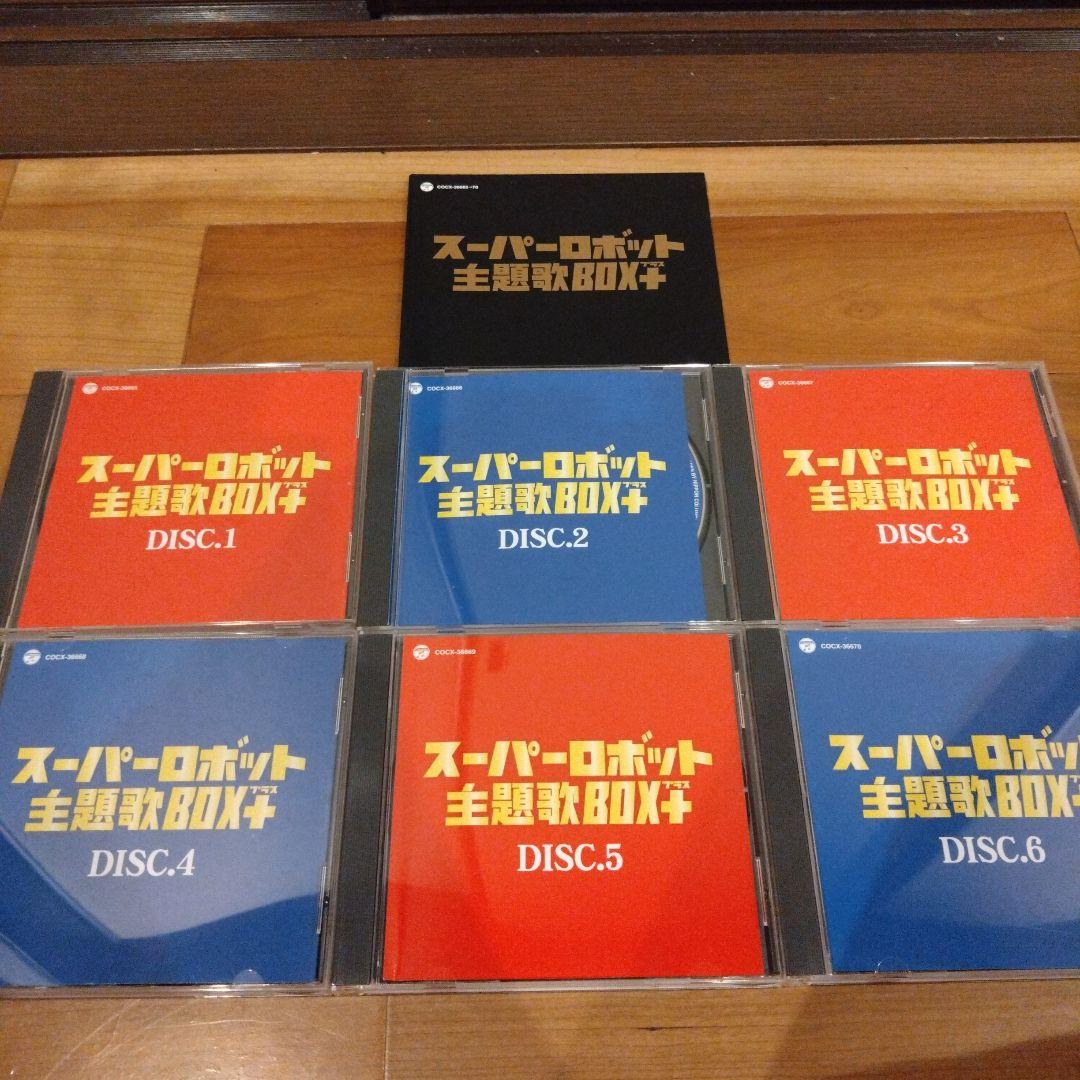 COCX-36665→70
スーパーロボット
主題歌BOX+
プラス
COCX-36665
スーパーロボット
主題歌BOX+
プラス
DISC.1
COCX-36666
スーパーロボット
主題歌BOX+
DISC.2
BY NIPPON
COCX-36667
スーパーロボット
主題歌BOX+
プラス
DISC.3
COCX-36668
スーパーロボット
主題歌BOX+
プラス
DISC.4
COCX-36669
スーパーロボット
主題歌BOX+
プラス
DISC.5
COCX-36670
スーパーロボッ
主題歌BOX+
プラ
DISC.6